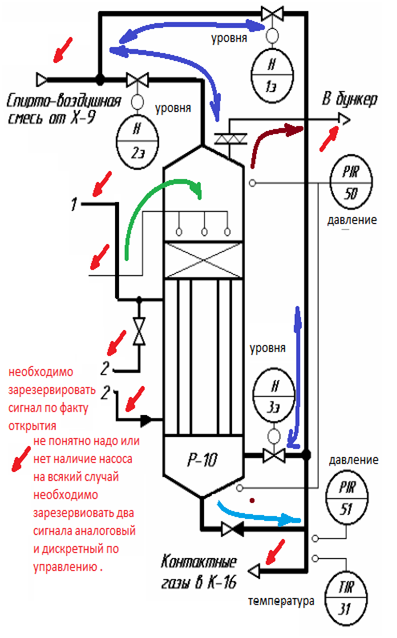 уровня
Н
1э
Спирто-воздушная
смесь от Х-9
уровня
Н
2э
В бункер
PIR
50
давление
1
2
2
необходимо
зарезервировать
сигнал по факту
открытия
не понятно надо или
нет наличие насоса
на всякий случай
необходимо
зарезервиовать два
сигнала аналоговый
и дискретный по
управлению .
уровня
Н
3э
Р-10
давление
PIR
51
Контактные
газы в К-16
температура
TIR
31